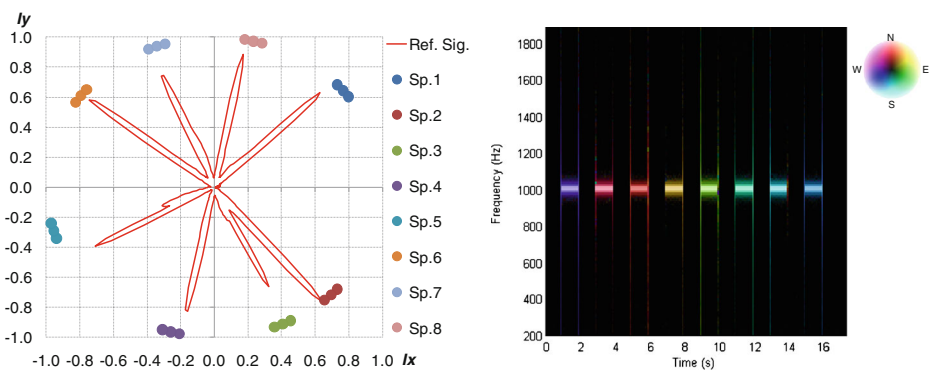 Iy
1.0
0.8
0.6
0.4
0.2
0.0
-0.2
-0.4
-0.6
-0.8
-1.0
-1.0 -0.8 -0.6 -0.4 -0.2 0.0 0.2 0.4 0.6 0.8 1.0 Ix
Ref. Sig.
Sp.1
Sp.2
Sp.3
Sp.4
Sp.5
Sp.6
Sp.7
Sp.8
Frequency (Hz)
1800
1600
1400
1200
1000
800
600
400
200
0 2 4 6 8 10 12 14 16
Time (s)
N
W E
S